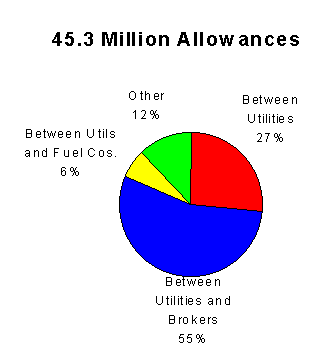 45.3 Million Allowances
Other
12%
Between
Utilities
27%
Between Utils
and Fuel Cos.
6%
Between
Utilities and
Brokers
55%